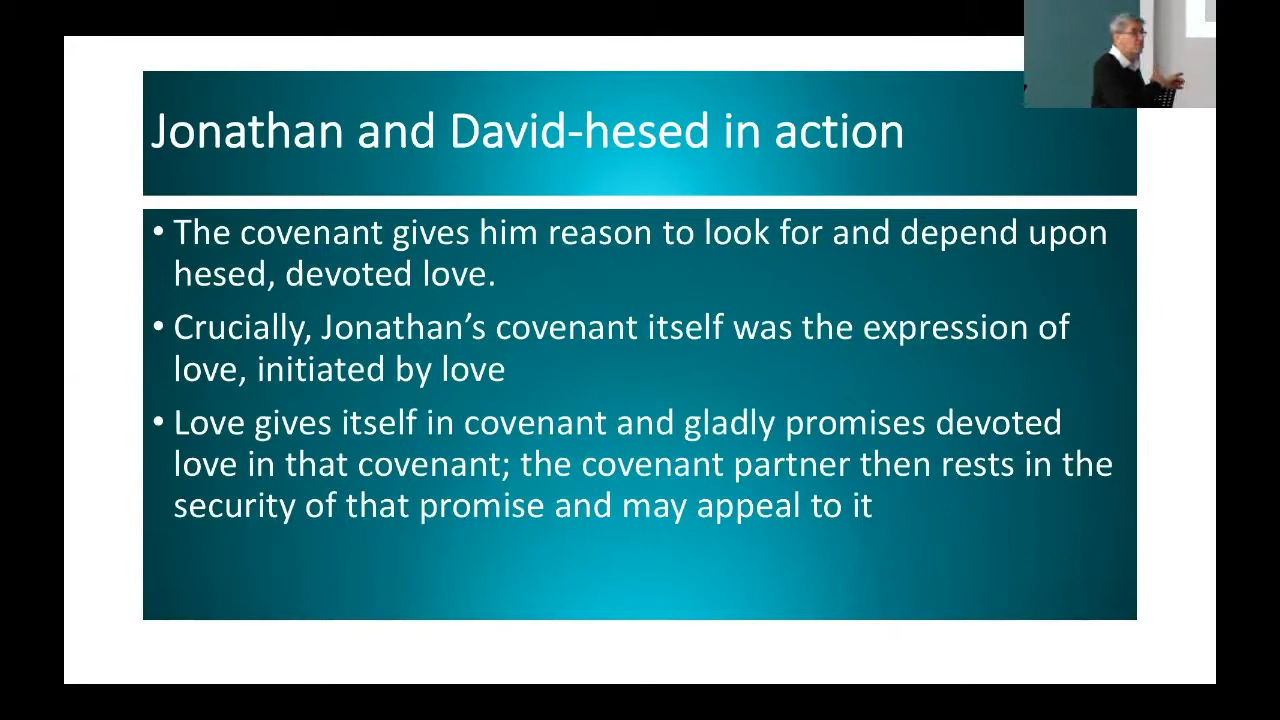 Jonathan and David-hesed in action
• The covenant gives him reason to look for and depend upon
hesed, devoted love.
• Crucially, Jonathan’s covenant itself was the expression of
love, initiated by love
• Love gives itself in covenant and gladly promises devoted
love in that covenant; the covenant partner then rests in the
security of that promise and may appeal to it